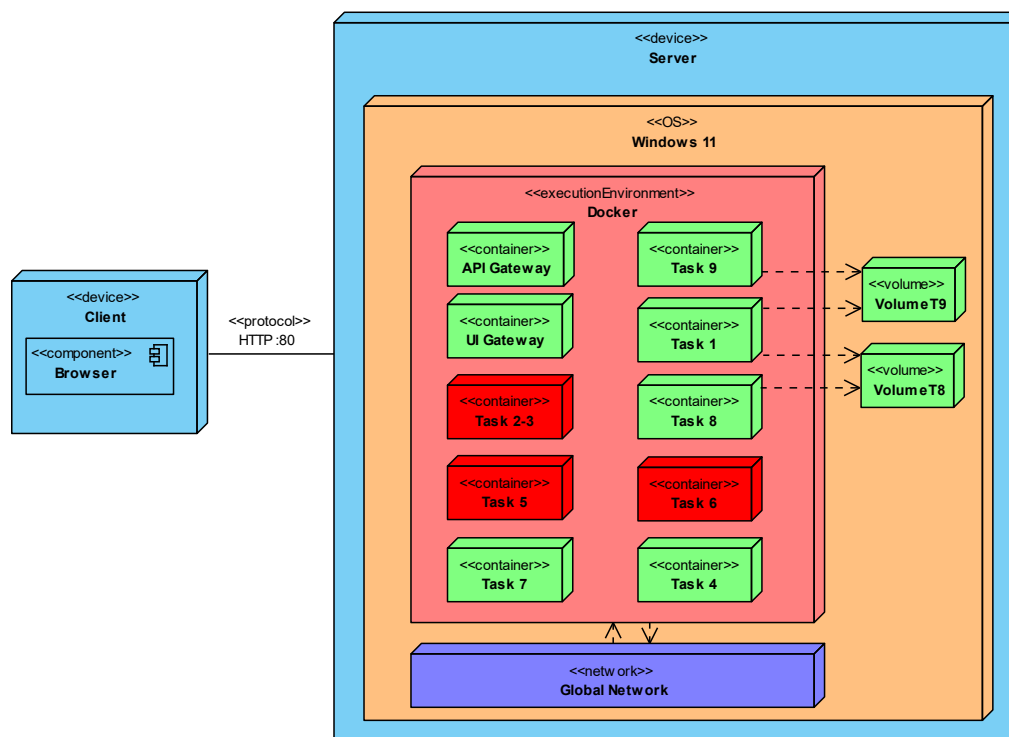 <<device>>
Server
<<OS>>
Windows 11
<<executionEnvironment>>
Docker
<<container>>
API Gateway
<<container>>
Task 9
<<container>>
UI Gateway
<<container>>
Task 1
<<container>>
Task 2-3
<<container>>
Task 8
<<container>>
Task 5
<<container>>
Task 6
<<container>>
Task 7
<<container>>
Task 4
<<volume>>
VolumeT9
<<volume>>
VolumeT8
<<network>>
Global Network
<<device>>
Client
<<component>>
Browser
<<protocol>>
HTTP :80